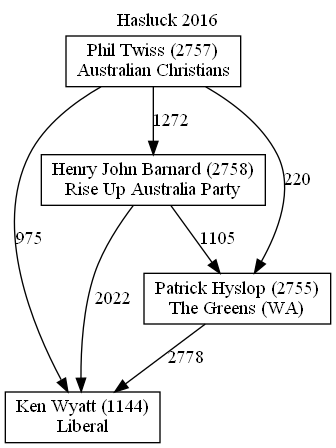 Hasluck 2016
Phil Twiss (2757)
Australian Christians
1272
Henry John Barnard (2758)
Rise Up Australia Party
220
975
1105
2022
Patrick Hyslop (2755)
The Greens (WA)
2778
Ken Wyatt (1144)
Liberal